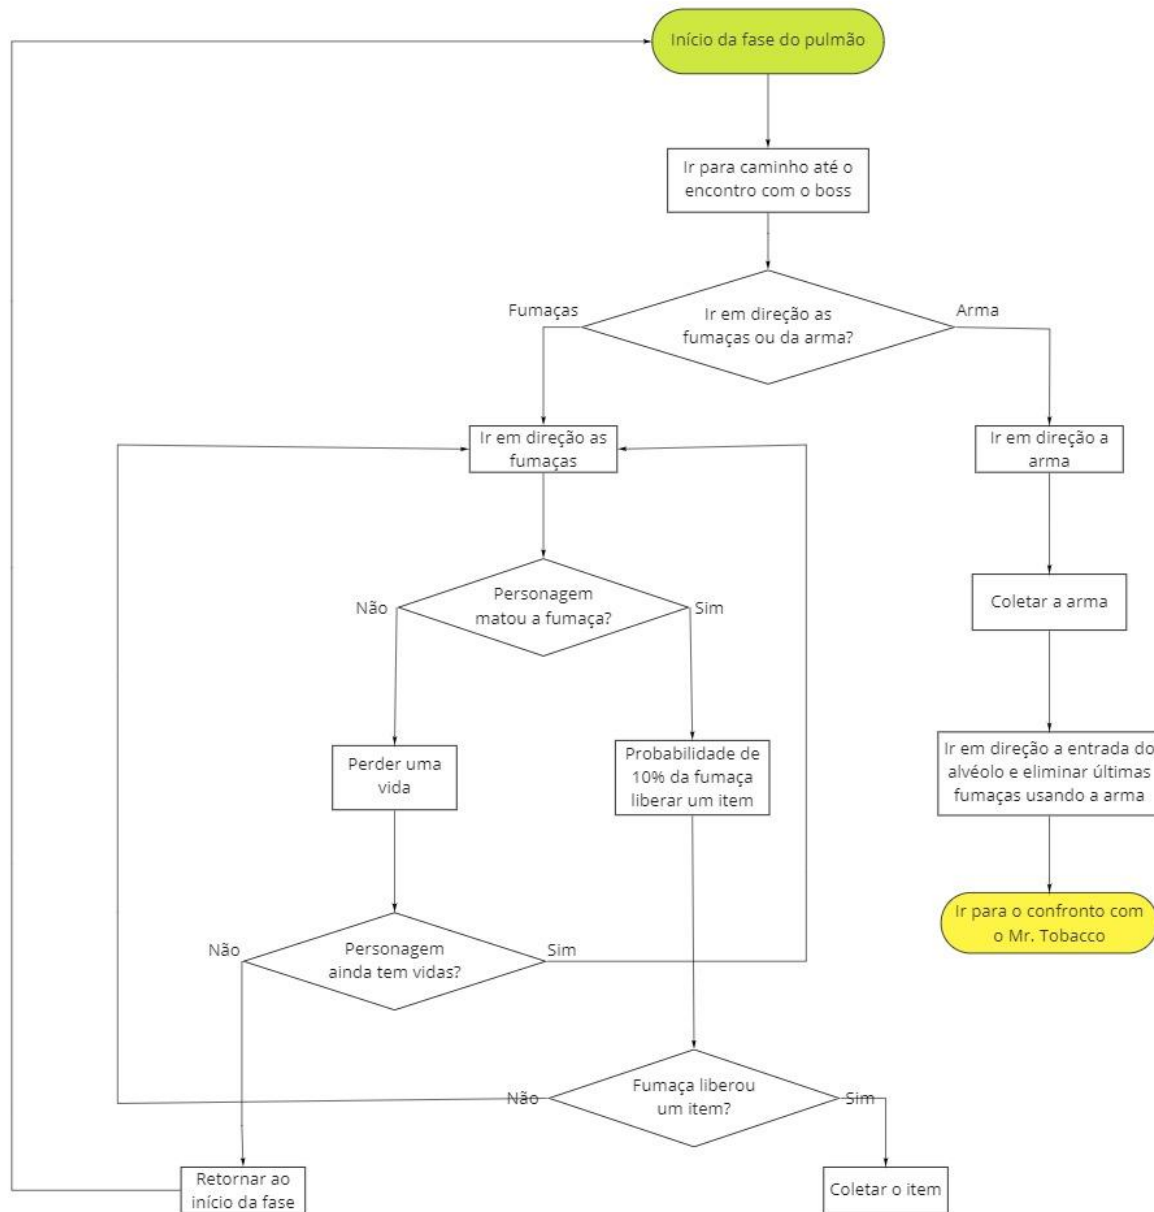 Início da fase do pulmão
Ir para caminho até o
encontro com o boss
Ir em direção as
fumaças ou da arma?
Fumaças
Arma
Ir em direção as
fumaças
Ir em direção a
arma
Personagem
matou a fumaça?
Não
Sim
Coletar a arma
Perder uma
vida
Probabilidade de
10% da fumaça
liberar um item
Ir em direção a entrada do
alvéolo e eliminar últimas
fumaças usando a arma
Ir para o confronto com
o Mr. Tobacco
Personagem
ainda tem vidas?
Não
Sim
Fumaça liberou
um item?
Não
Sim
Retornar ao
início da fase
Coletar o item